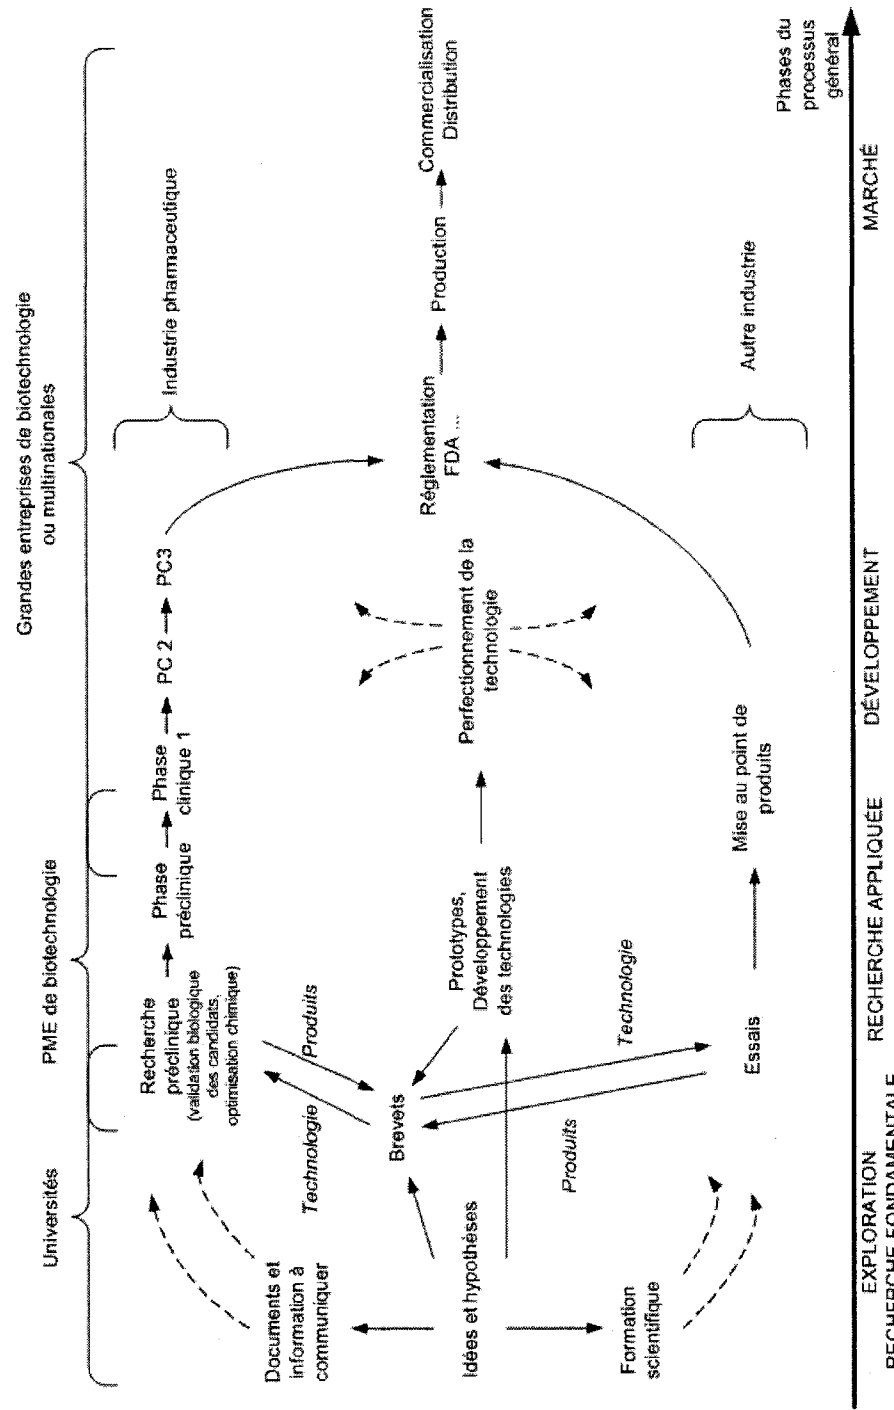 Grandes entreprises de biotechnologie
ou multinationales
PME de biotechnologie
Universités
Industrie pharmaceutique
Recherche
préclinique
(validation biologique
des candidats,
optimisation chimique)
Phase
préclinique
Phase
clinique 1
PC 2
PC3
Documents et
information à
communiquer
Technologie
Produits
Brevets
Idées et hypothèses
Prototypes,
Développement
des technologies
Perfectionnement de la
technologie
Réglementation
FDA ...
Production
Commercialisation
Distribution
Produits
Technologie
Formation
scientifique
Essais
Mise au point de
produits
Autre industrie
Phases du
processus
général
EXPLORATION
RECHERCHE FONDAMENTALE
RECHERCHE APPLIQUÉE
DÉVELOPPEMENT
MARCHÉ